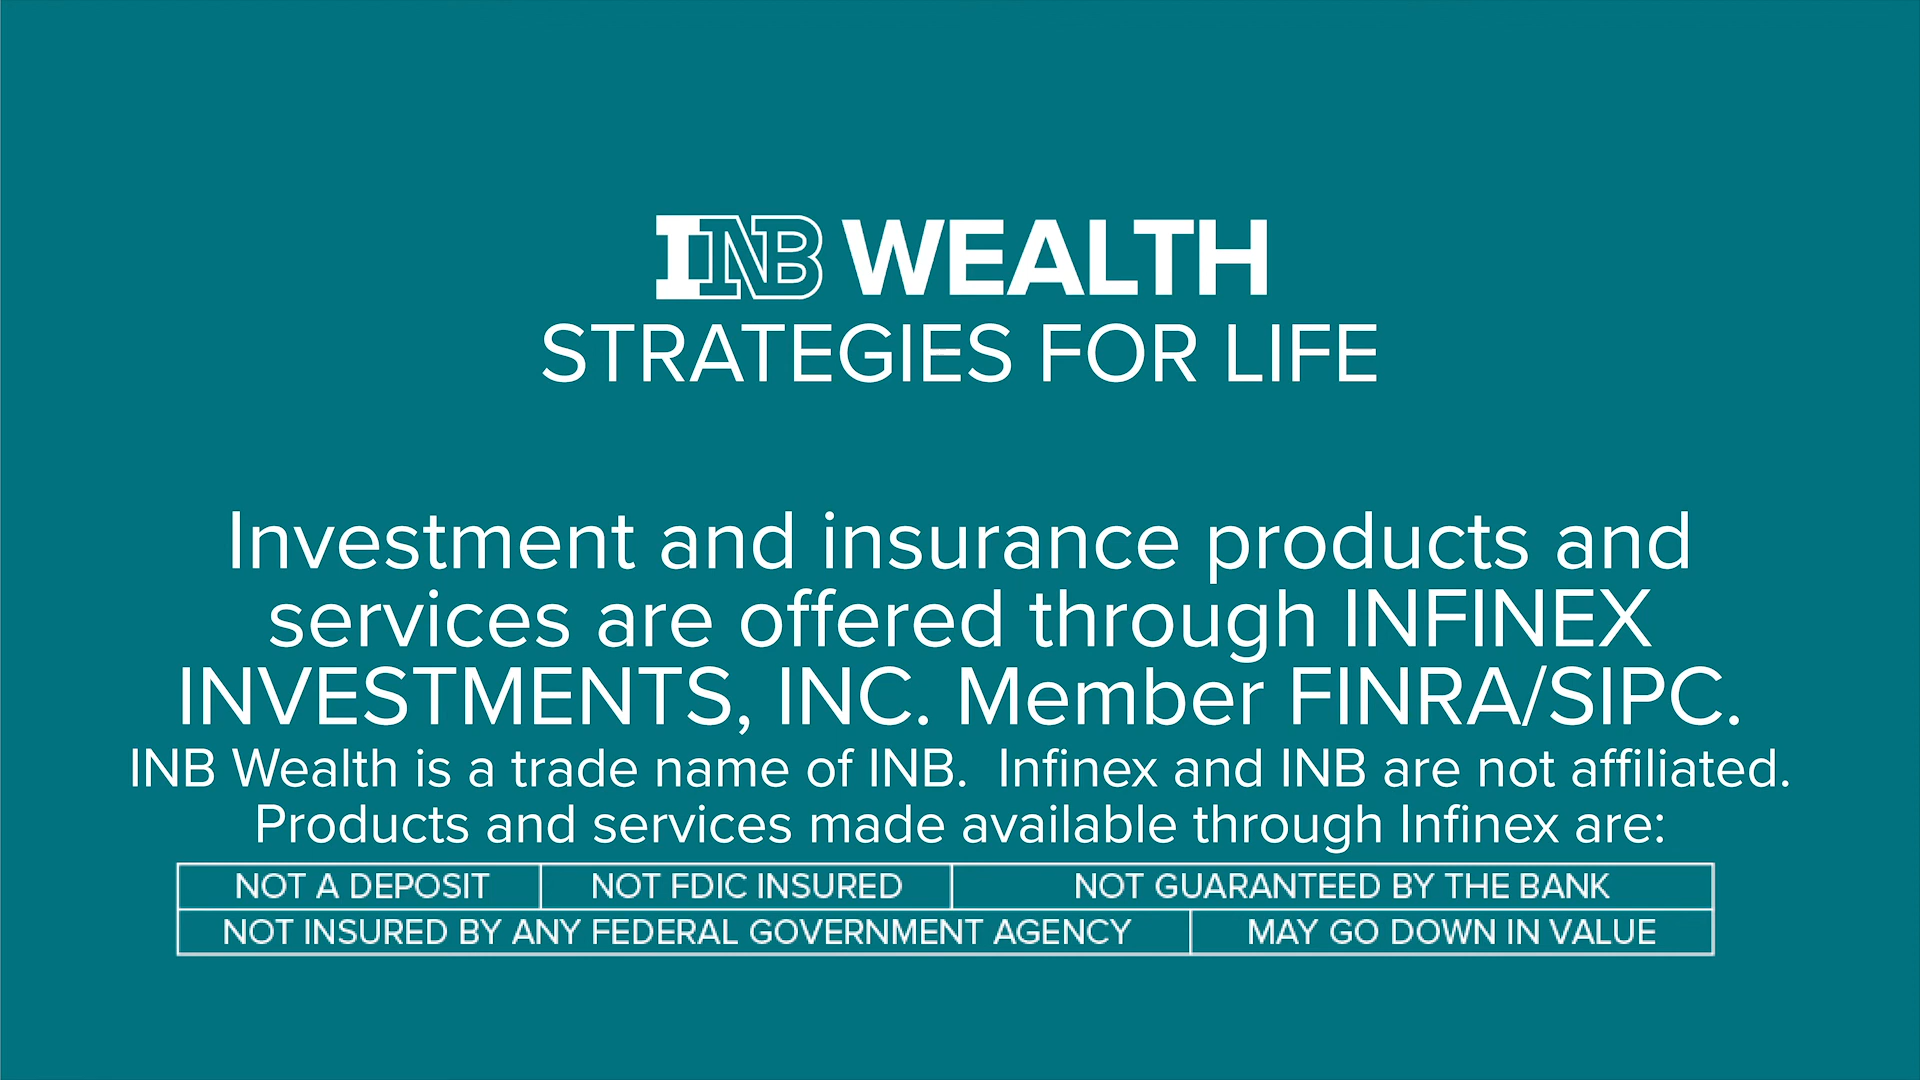 INB WEALTH
STRATEGIES FOR LIFE
Investment and insurance products and
services are offered through INFINEX
INVESTMENTS, INC. Member FINRA/SIPC.
INB Wealth is a trade name of INB.  Infinex and INB are not affiliated.
Products and services made available through Infinex are:
NOT A DEPOSIT NOT FDIC INSURED NOT GUARANTEED BY THE BANK
NOT INSURED BY ANY FEDERAL GOVERNMENT AGENCY MAY GO DOWN IN VALUE